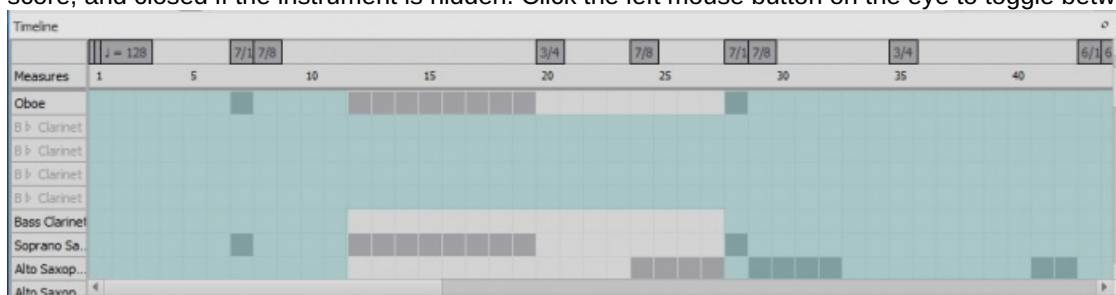 score, and closed if the instrument is hidden. Click the left mouse button on the eye to toggle betw
Timeline
♩ = 128 7/1 7/8 3/4 7/8 7/1 7/8 3/4 6/1 6
Measures 1 5 10 15 20 25 30 35 40
Oboe
B♭ Clarinet
B♭ Clarinet
B♭ Clarinet
B♭ Clarinet
Bass Clarinet
Soprano Sa...
Alto Saxop...
Alto Saxop